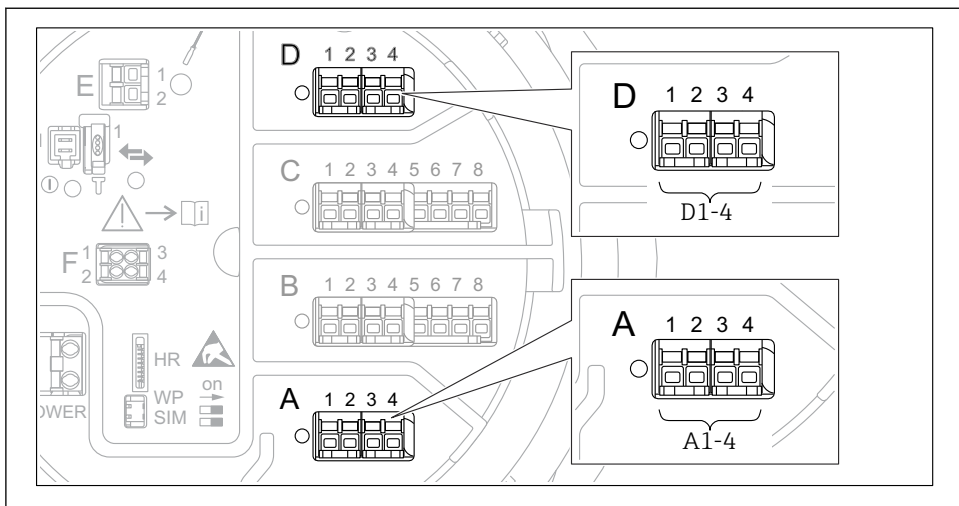 D 1 2 3 4
D 1 2 3 4
D1-4
E 1
2
1
C 1 2 3 4 5 6 7 8
i
F 1 3
2 4
B 1 2 3 4 5 6 7 8
HR
WP on
SIM
OWER
A 1 2 3 4
A 1 2 3 4
A1-4